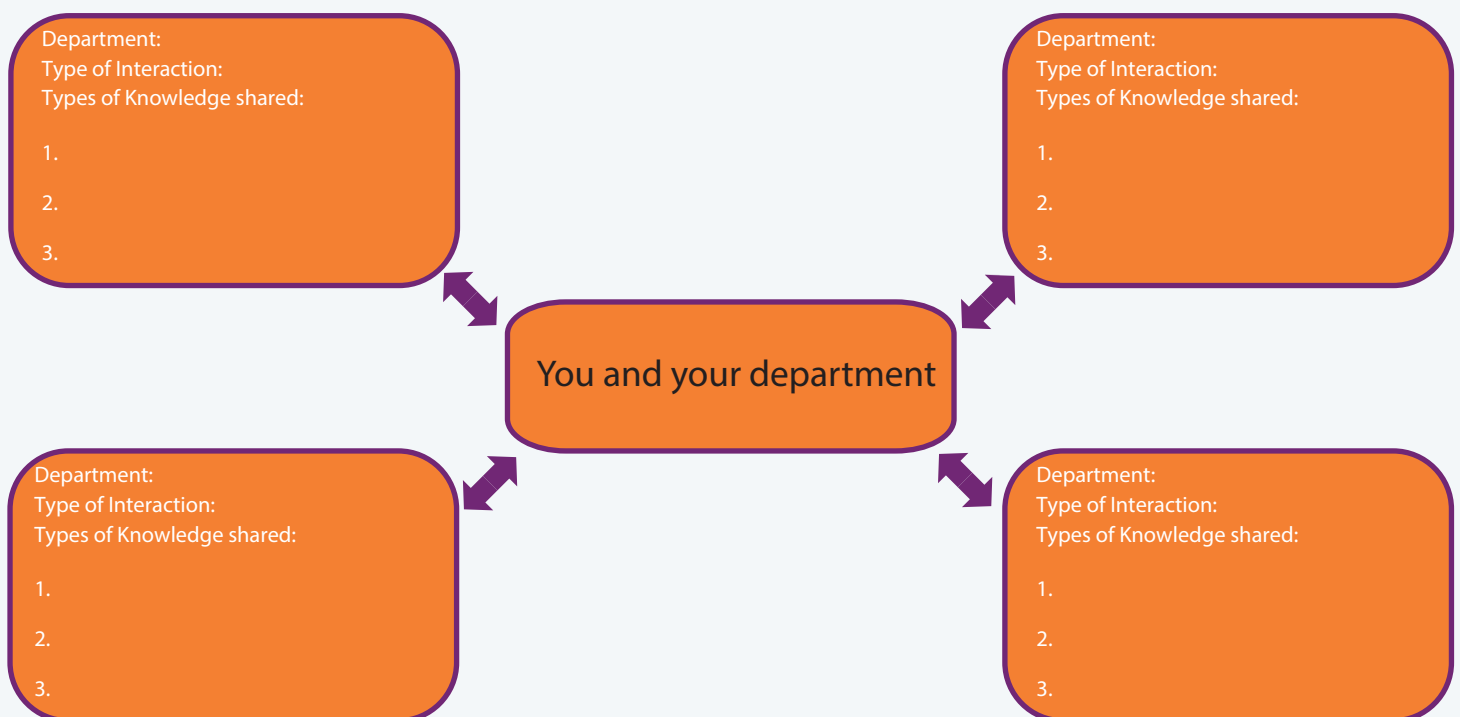 Department:
Type of Interaction:
Types of Knowledge shared:
1.
2.
3.
Department:
Type of Interaction:
Types of Knowledge shared:
1.
2.
3.
You and your department
Department:
Type of Interaction:
Types of Knowledge shared:
1.
2.
3.
Department:
Type of Interaction:
Types of Knowledge shared:
1.
2.
3.